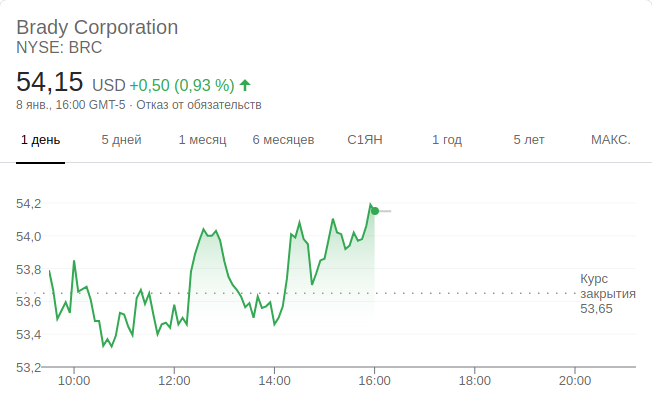 Brady Corporation
NYSE: BRC
54,15 USD +0,50 (0,93 %)
8 янв., 16:00 GMT-5 · Отказ от обязательств
1 день 5 дней 1 месяц 6 месяцев С1ЯН 1 год 5 лет МАКС.
54,2
54,0
53,8
53,6
53,4
53,2
Курс
закрытия
53,65
10:00 12:00 14:00 16:00 18:00 20:00